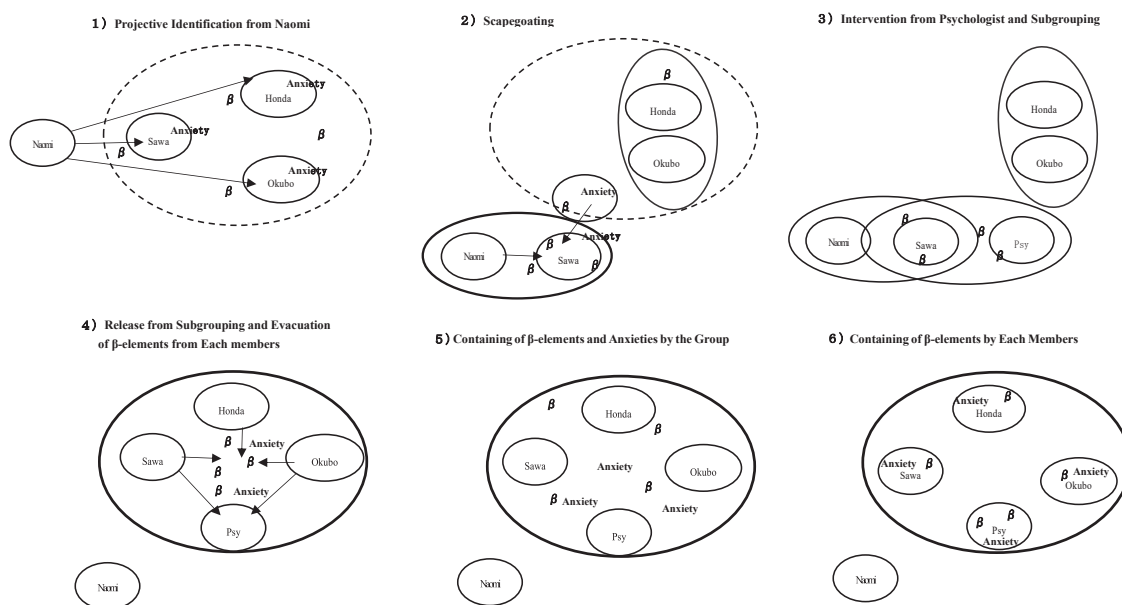 1）Projective Identification from Naomi
Anxiety
β
Honda
Anxiety
β
Naomi
Sawa
β
Anxiety
β
Okubo
2）Scapegoating
β
Honda
Okubo
Anxiety
β
Anxiety
β
Naomi
Sawa
β
β
3）Intervention from Psychologist and Subgrouping
Honda
Okubo
β
β
Naomi
Sawa
Psy
β
β
4）Release from Subgrouping and Evacuation
of β-elements from Each members
Honda
β
Anxiety
Sawa
β
Okubo
β
β
Anxiety
Psy
Naomi
5）Containing of β-elements and Anxieties by the Group
β
Honda
β
Sawa
Anxiety
Okubo
β
β
Anxiety
Anxiety
Psy
Naomi
6）Containing of β-elements by Each Members
Anxiety
β
Honda
Anxiety
β
Sawa
β
Anxiety
Okubo
β
β
Psy
Anxiety
Naomi